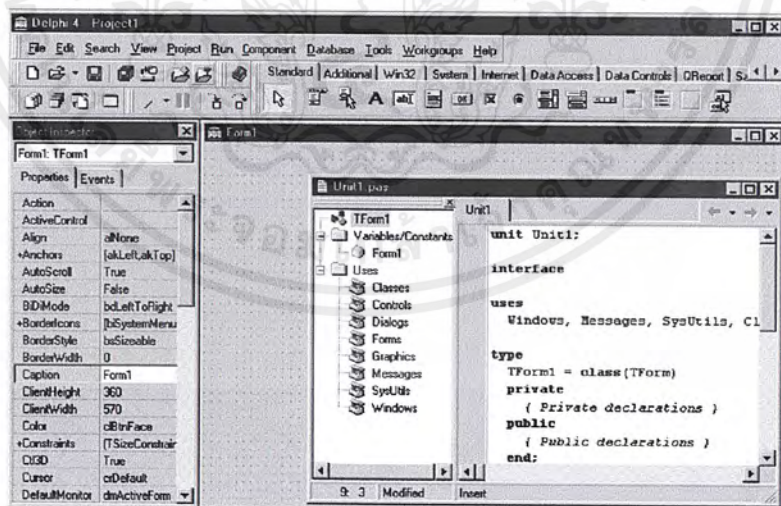 Delphi 4 - Project1
File Edit Search View Project Run Component Database Tools Workgroups Help
Standard Additional Win32 System Internet Data Access Data Controls QReport
Object Inspector
Form1: TForm1
Properties Events
Action
ActiveControl
Align alNone
+Anchors [akLeft,akTop]
AutoScroll True
AutoSize False
BiDiMode bdLeftToRight
+BorderIcons [biSystemMenu
BorderStyle bsSizeable
BorderWidth 0
Caption Form1
ClientHeight 360
ClientWidth 570
Color clBtnFace
+Constraints (TSizeConstrair
Ctl3D True
Cursor crDefault
DefaultMonitor dmActiveForm
Form1
Unit1.pas
TForm1
Variables/Constants
Form1
Uses
Classes
Controls
Dialogs
Forms
Graphics
Messages
SysUtils
Windows
Unit1
unit Unit1;
interface
uses
Windows, Messages, SysUtils, Cl
type
TForm1 = class(TForm)
private
{ Private declarations }
public
{ Public declarations }
end;
9: 3 Modified Insert